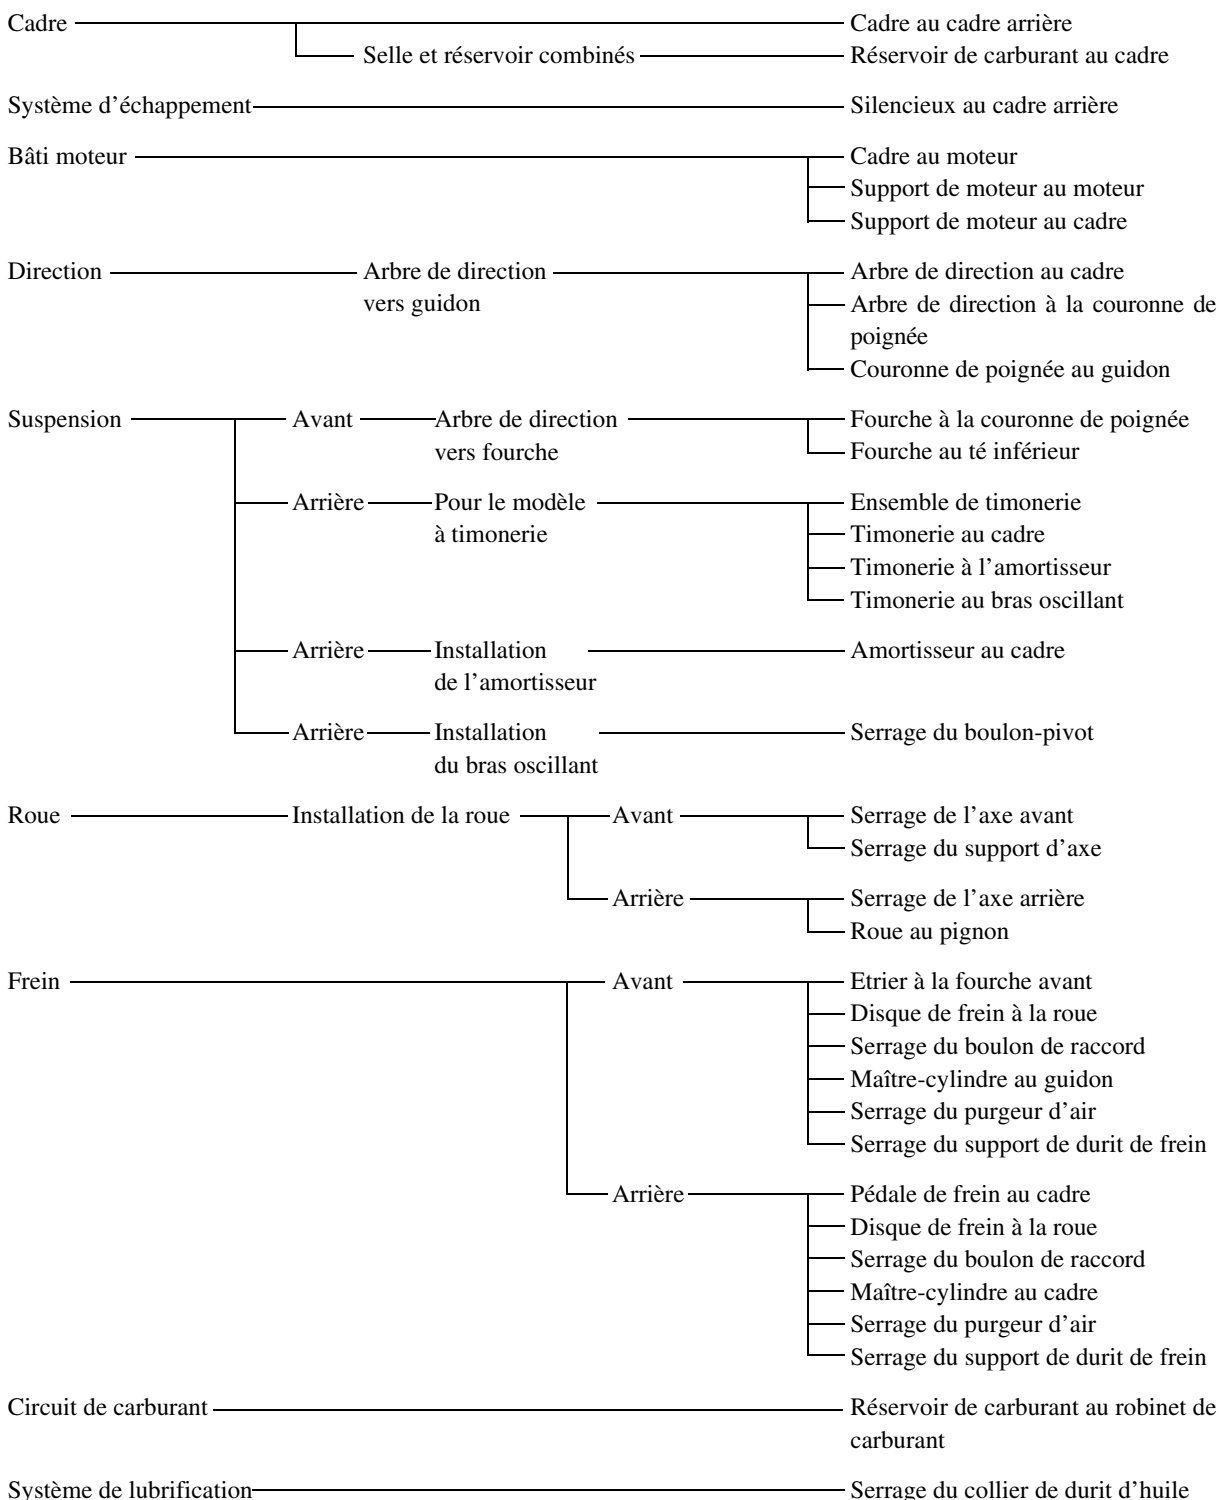 Cadre Cadre au cadre arrière
Selle et réservoir combinés Réservoir de carburant au cadre
Système d'échappement Silencieux au cadre arrière
Bâti moteur Cadre au moteur
Support de moteur au moteur
Support de moteur au cadre
Direction Arbre de direction Arbre de direction au cadre
vers guidon Arbre de direction à la couronne de
poignée
Couronne de poignée au guidon
Suspension Avant Arbre de direction Fourche à la couronne de poignée
vers fourche Fourche au té inférieur
Arrière Pour le modèle Ensemble de timonerie
à timonerie Timonerie au cadre
Timonerie à l'amortisseur
Timonerie au bras oscillant
Arrière Installation Amortisseur au cadre
de l'amortisseur
Arrière Installation Serrage du boulon-pivot
du bras oscillant
Roue Installation de la roue Avant Serrage de l'axe avant
Serrage du support d'axe
Arrière Serrage de l'axe arrière
Roue au pignon
Frein Avant Etrier à la fourche avant
Disque de frein à la roue
Serrage du boulon de raccord
Maître-cylindre au guidon
Serrage du purgeur d'air
Serrage du support de durit de frein
Arrière Pédale de frein au cadre
Disque de frein à la roue
Serrage du boulon de raccord
Maître-cylindre au cadre
Serrage du purgeur d'air
Serrage du support de durit de frein
Circuit de carburant Réservoir de carburant au robinet de
carburant
Système de lubrification Serrage du collier de durit d'huile